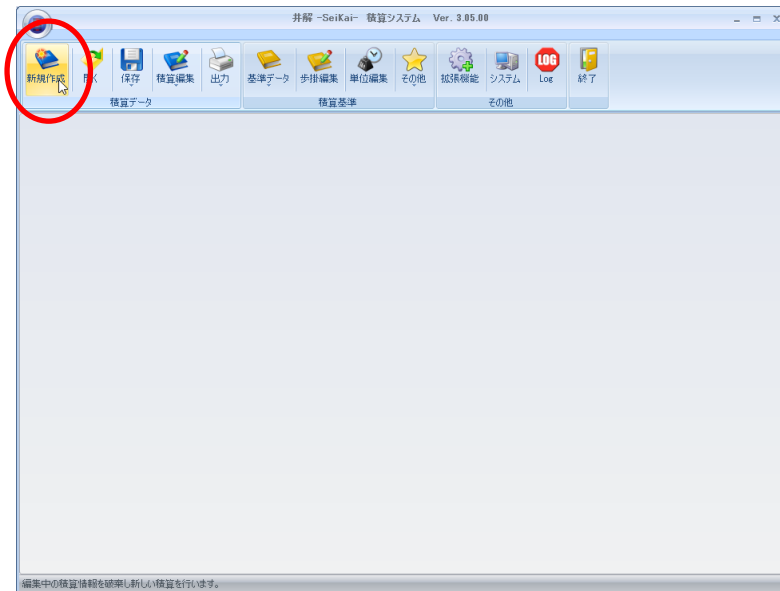 井解 -SeiKai- 積算システム Ver. 3.05.00
新規作成 開く 保存 積算編集 出力 基準データ 歩掛編集 単位編集 その他 拡張機能 システム Log 終了
LOG
積算データ 積算基準 その他
編集中の積算情報を破棄し新しい積算を行います。